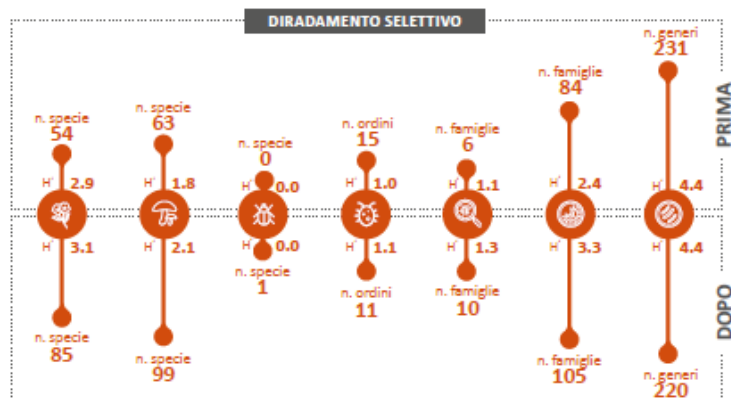 DIRADAMENTO SELETTIVO
n. specie
54
H' 2.9
H' 3.1
n. specie
85
n. specie
63
H' 1.8
H' 2.1
n. specie
99
n. specie
0
H' 0.0
H' 0.0
n. specie
1
n. ordini
15
H' 1.0
H' 1.1
n. ordini
11
n. famiglie
6
H' 1.1
H' 1.3
n. famiglie
10
n. famiglie
84
H' 2.4
H' 3.3
n. famiglie
105
n. generi
231
H' 4.4
H' 4.4
n. generi
220
PRIMA
DOPO